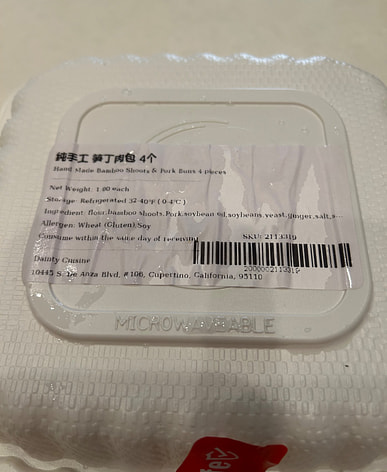 纯手工 笋丁肉包 4个
Hand Made Bamboo Shoots & Pork Buns 4 pieces
Net Weight: 1.00 each
Storage: Refrigerated 32-40°F ( 0-4°C )
Ingredient: flour,bamboo shoots,Pork,soybean oil,soybeans,yeast,ginger,salt,s...
Allergen: Wheat (Gluten) Soy
Consume within the same day of receiving
SKU: 2113319
2000002113319
Dainty Cuisine
10445 S. De Anza Blvd, #106, Cupertino, California, 95110
MICROWAVEABLE